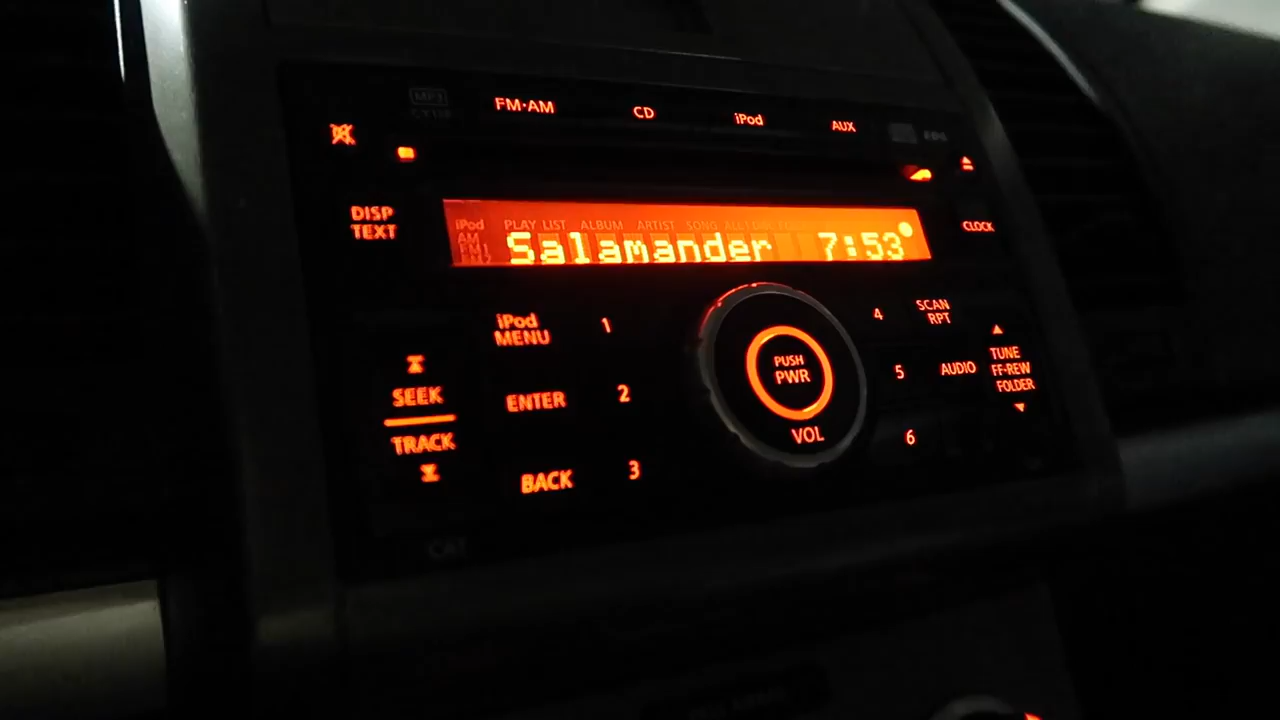 MP3
FM·AM
CD
iPod
AUX
DISP
TEXT
CLOCK
iPod
PLAY LIST
ALBUM
ARTIST
SONG
AM
FM1
Salamander 7:53
iPod
MENU
1
4
SCAN
RPT
SEEK
TRACK
ENTER
2
PUSH
PWR
VOL
5
AUDIO
TUNE
FF·REW
FOLDER
BACK
3
6
CAT